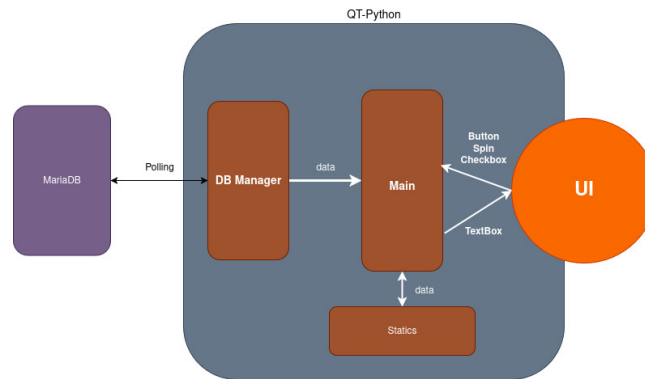 QT-Python
MariaDB
Polling
DB Manager
data
Main
Button
Spin
Checkbox
TextBox
UI
data
Statics